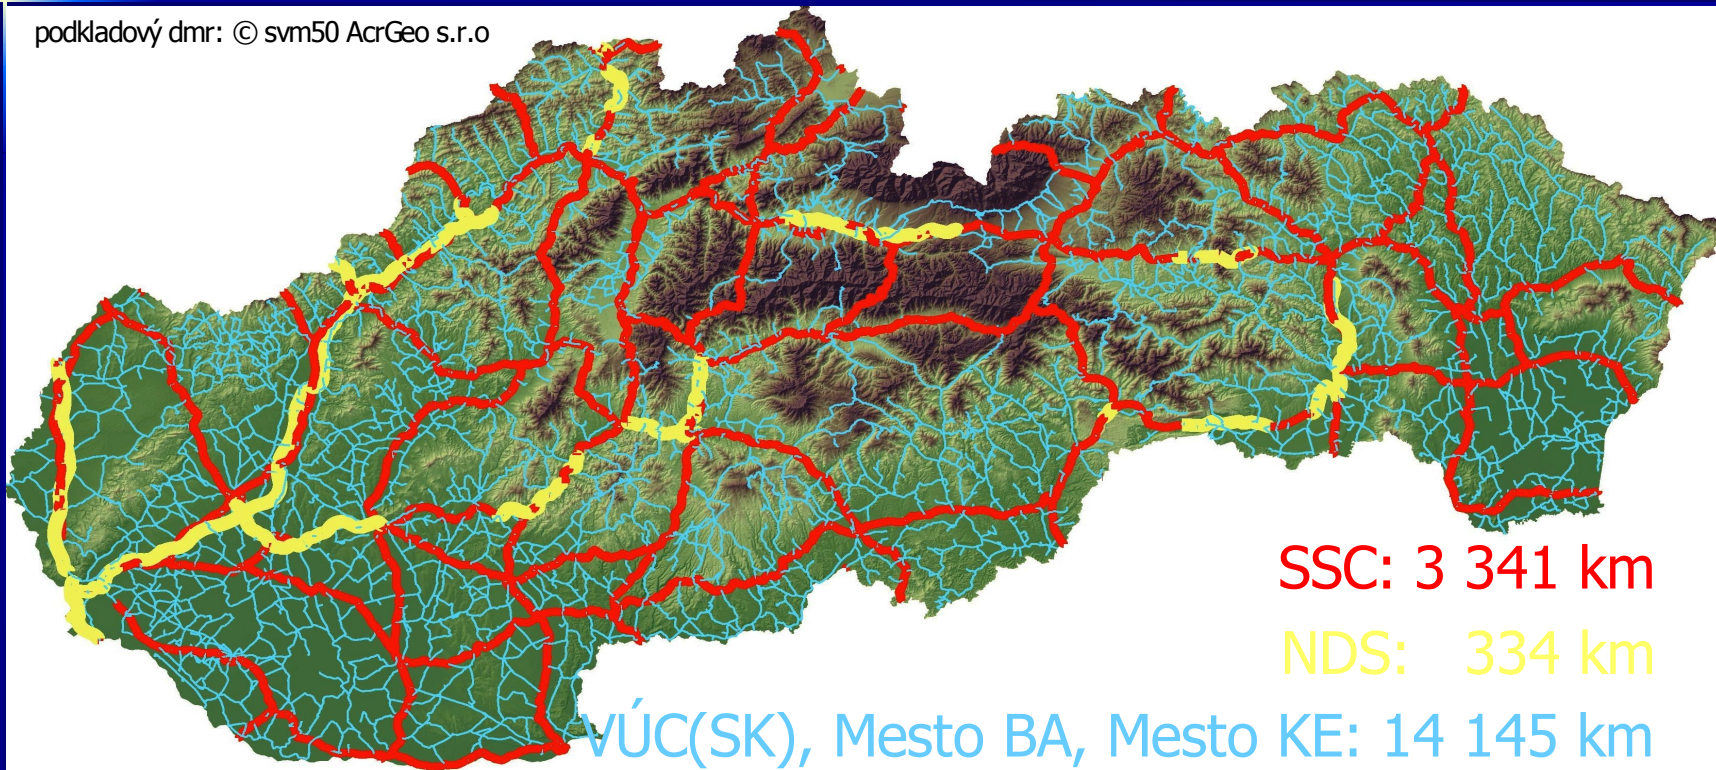 podkladový dmr: © svm50 AcrGeo s.r.o
SSC: 3 341 km
NDS: 334 km
VÚC(SK), Mesto BA, Mesto KE: 14 145 km